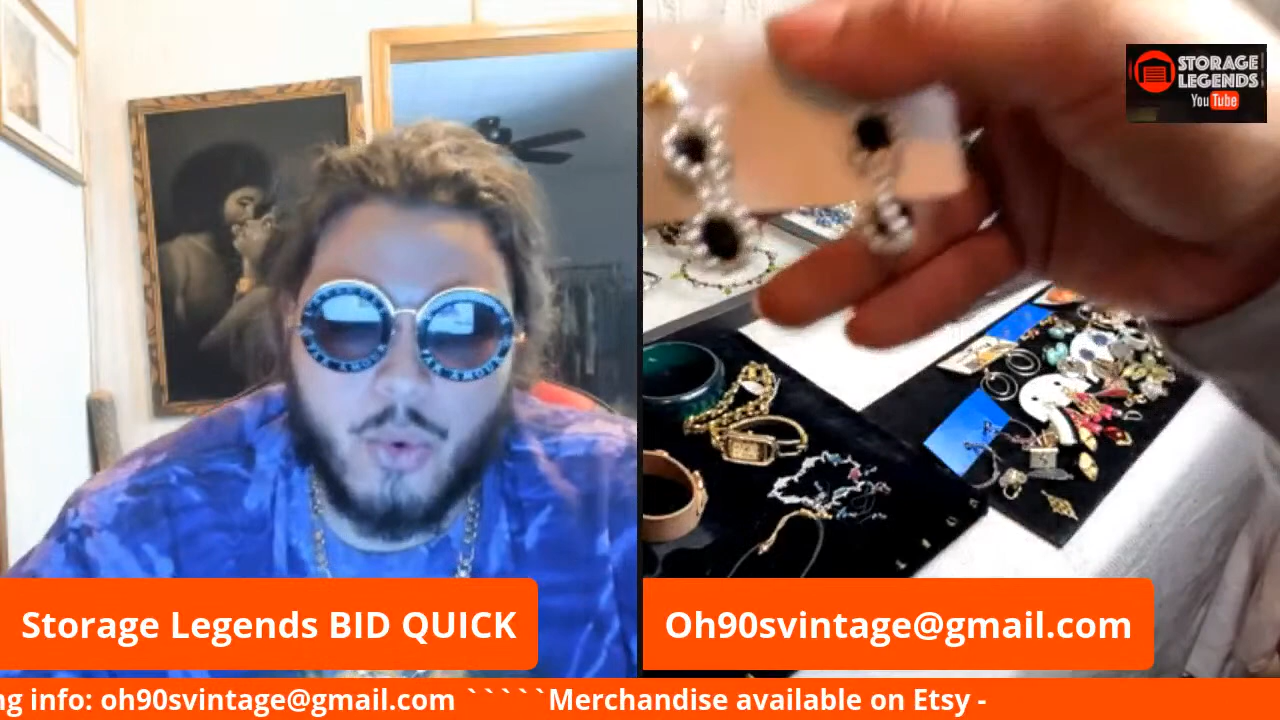 STORAGE
LEGENDS
YouTube
Storage Legends BID QUICK
Oh90svintage@gmail.com
ng info: oh90svintage@gmail.com `````Merchandise available on Etsy -